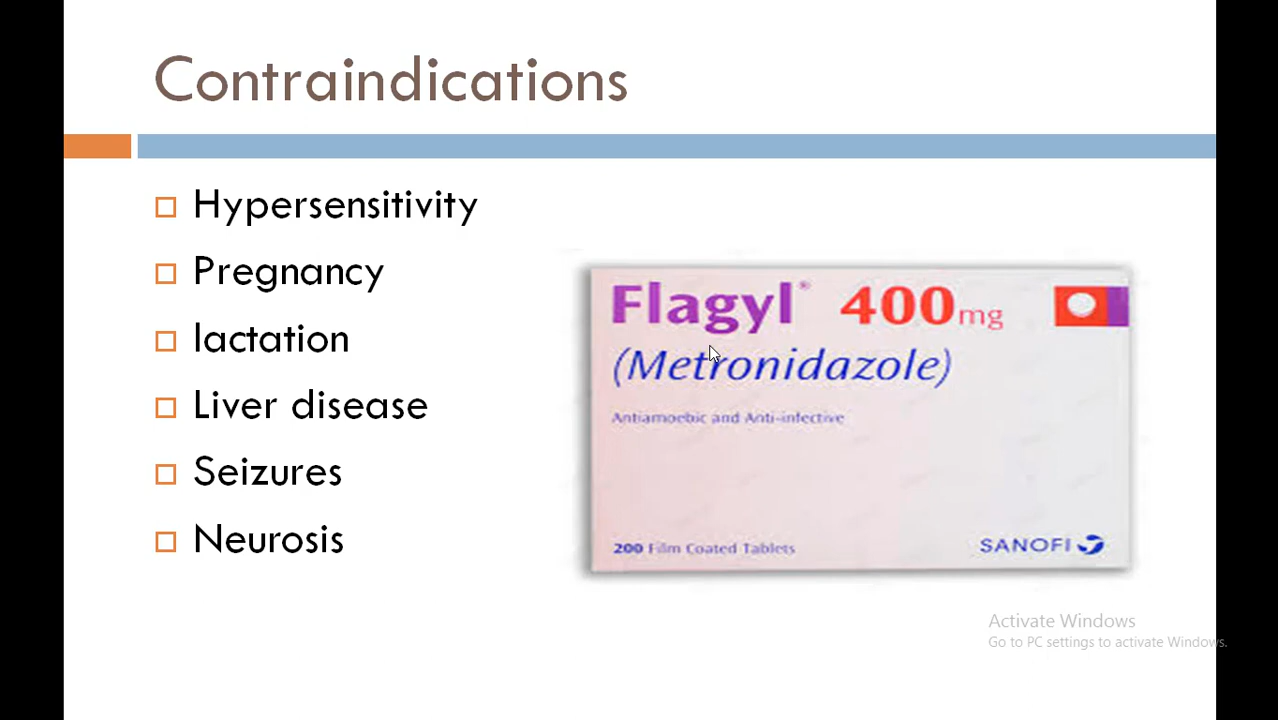 Contraindications
Hypersensitivity
Pregnancy
lactation
Liver disease
Seizures
Neurosis
Flagyl® 400mg
(Metronidazole)
Antiamoebic and Anti-infective
200 Film Coated Tablets
SANOFI
Activate Windows
Go to PC settings to activate Windows.